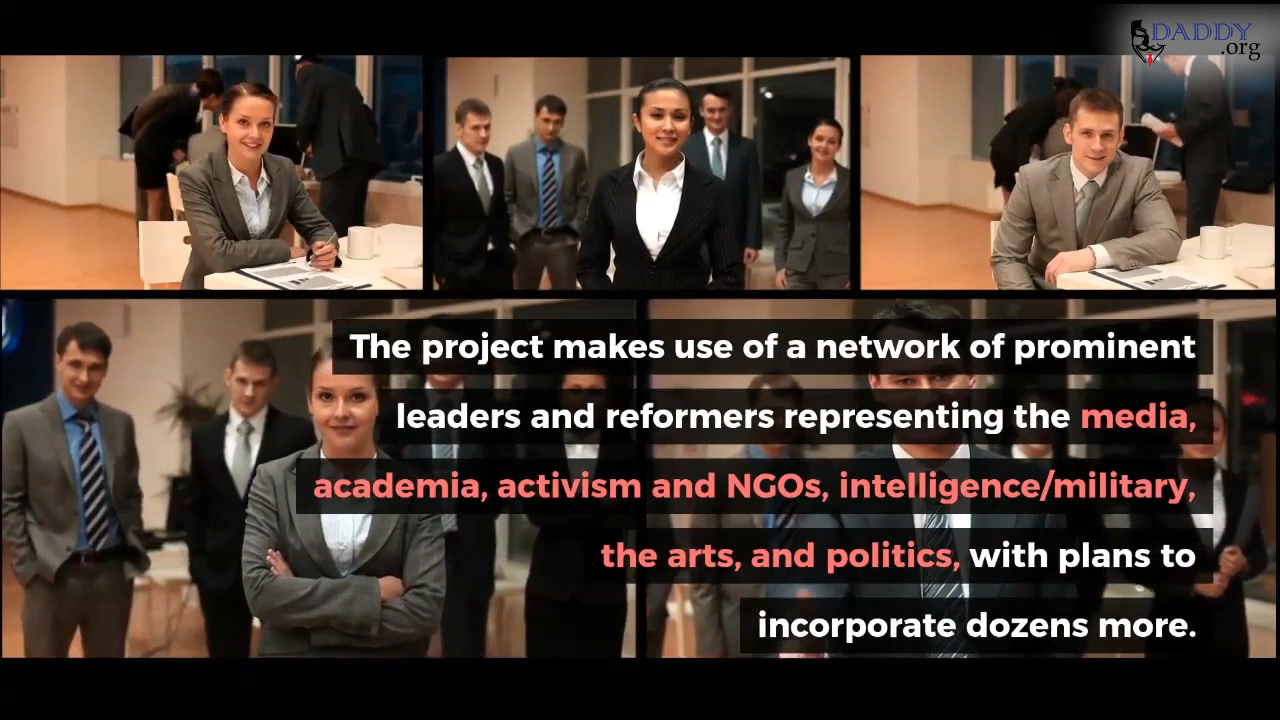 DADDY
.org
The project makes use of a network of prominent
leaders and reformers representing the media,
academia, activism and NGOs, intelligence/military,
the arts, and politics, with plans to
incorporate dozens more.